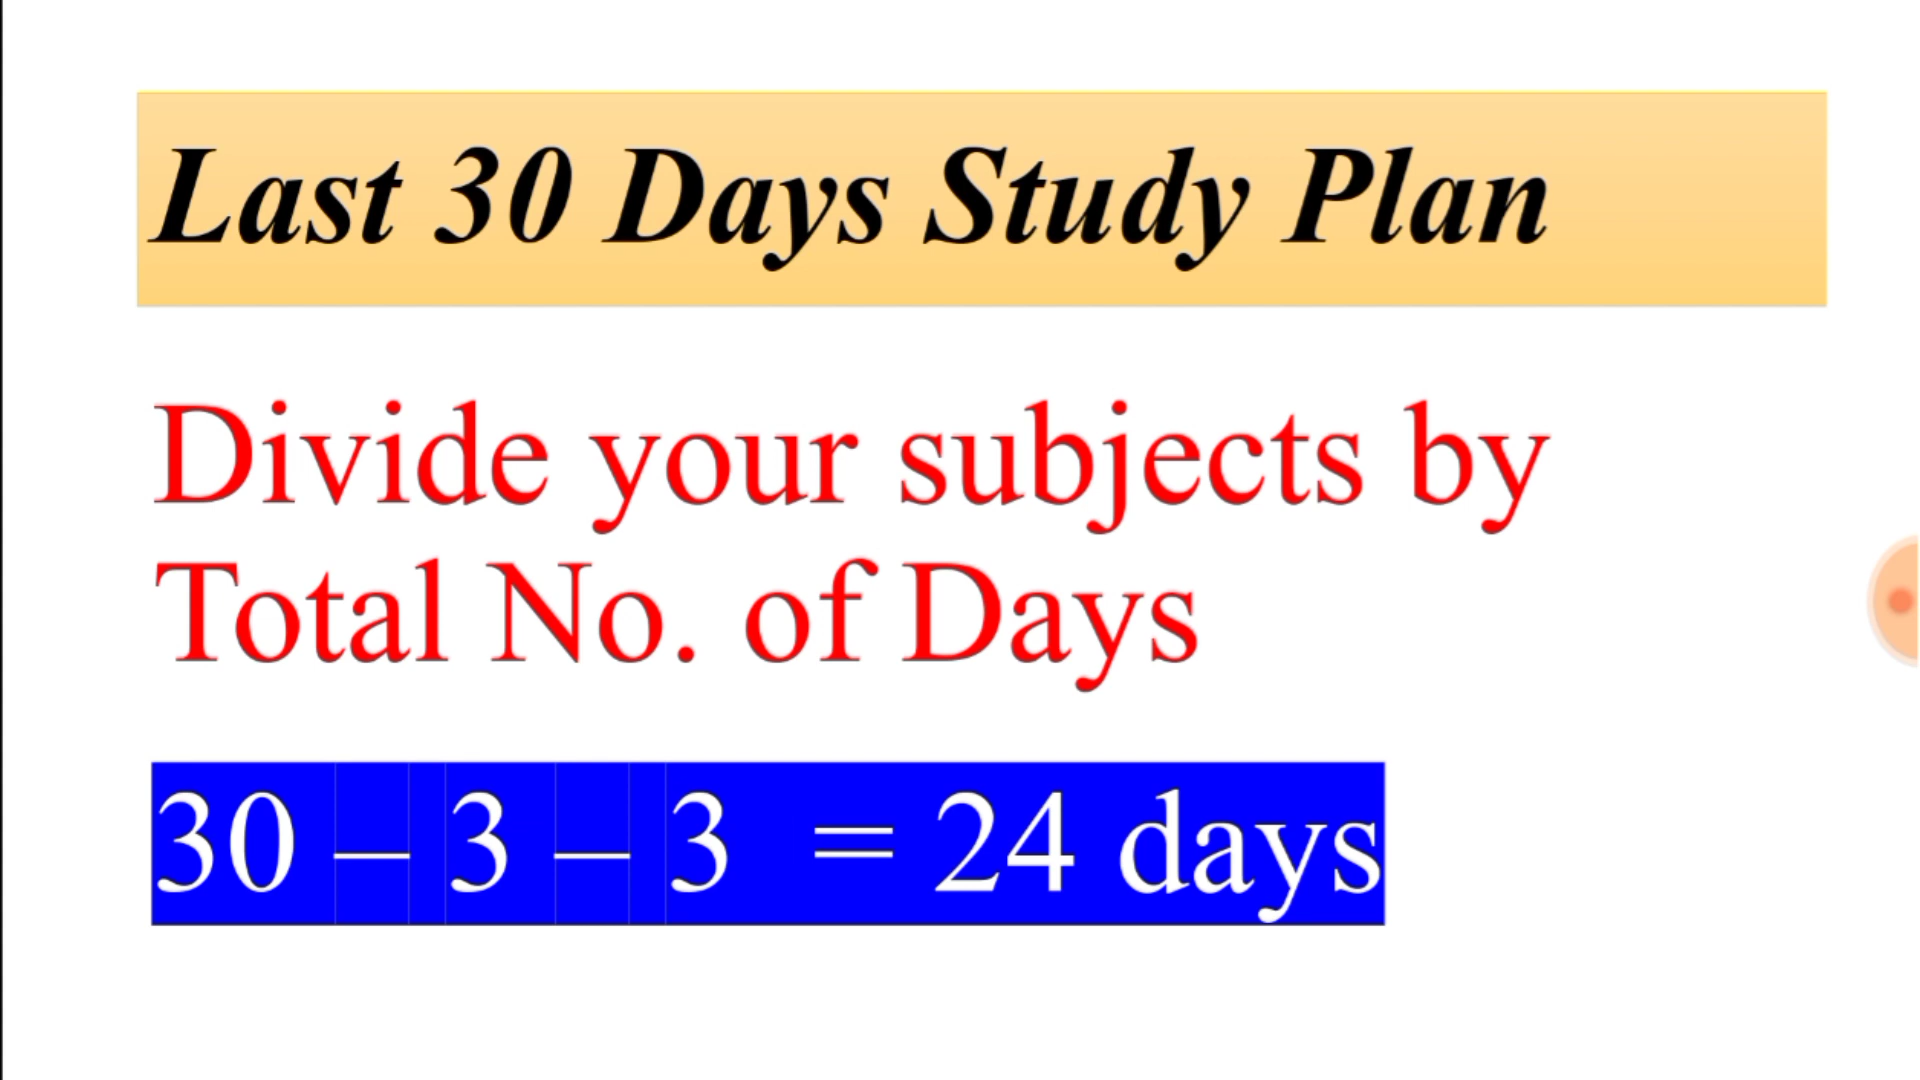 Last 30 Days Study Plan
Divide your subjects by
Total No. of Days
30 – 3 – 3 = 24 days